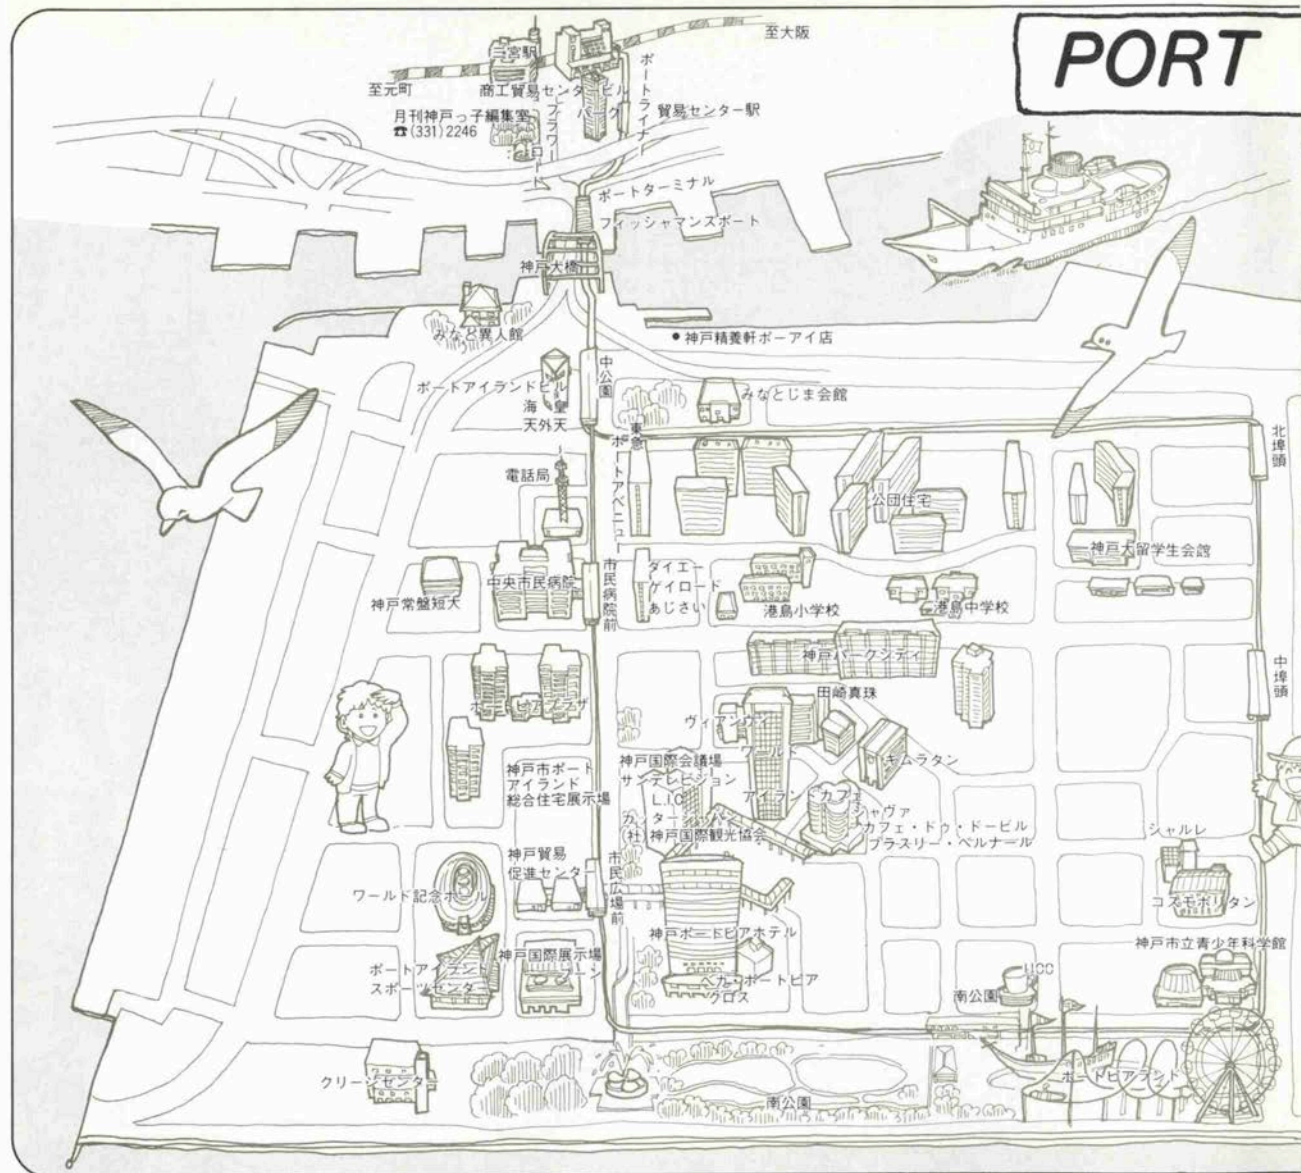 PORT
至大阪
三宮駅
至元町
商工貿易センタービル
ポートライナー
貿易センター駅
月刊神戸っ子編集室
☎(331)2246
フラワーロード
パーク
ポートターミナル
フィッシャマンズポート
神戸大橋
みなと異人館
●神戸精養軒ポーアイ店
中公園
ポートアイランドビル
海皇
天外天
みなとじま会館
東急
ポートアベニュー
北埠頭
電話局
公団住宅
神戸大留学生会館
中央市民病院
市民病院前
神戸常盤短大
ダイエー
ゲイロード
あじさい
港島小学校
港島中学校
神戸パークシティ
中埠頭
田崎真珠
ポートピアプラザ
ヴィアンヴィ
ワールド
キムラタン
神戸国際会議場
サンテレビジョン
L.I.C
(社)神戸国際観光協会
アイランドカフェ
シャヴァ
カフェ・ドゥ・ドービル
ブラスリー・ベルナール
神戸市ポート
アイランド
総合住宅展示場
シャルレ
コスモポリタン
神戸貿易
促進センター
市民広場前
ワールド記念ホール
神戸ポートピアホテル
神戸市立青少年科学館
ポートアイランド
スポーツセンター
神戸国際展示場
ベル・ポートピア
クロス
UCC
南公園
クリーンセンター
南公園
ポートピアランド